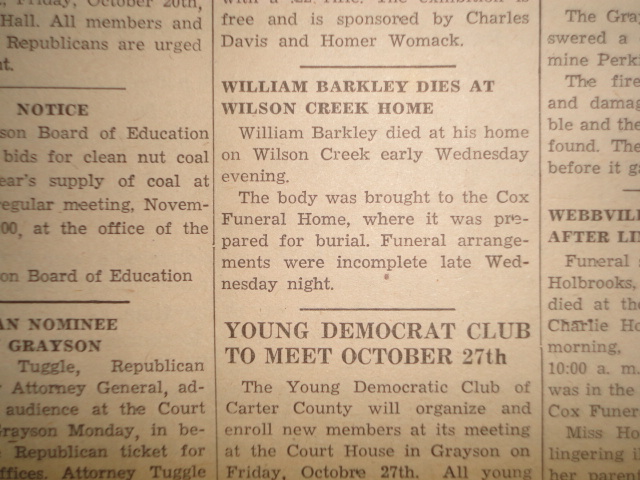 Friday, October 20th,
Hall. All members and
Republicans are urged
NOTICE
son Board of Education
bids for clean nut coal
ear's supply of coal at
regular meeting, Novem-
00, at the office of the
on Board of Education
AN NOMINEE
GRAYSON
Tuggle, Republican
Attorney General, ad-
audience at the Court
Grayson Monday, in be-
Republican ticket for
ffices. Attorney Tuggle
free and is sponsored by Charles
Davis and Homer Womack.
WILLIAM BARKLEY DIES AT
WILSON CREEK HOME
William Barkley died at his home
on Wilson Creek early Wednesday
evening.
The body was brought to the Cox
Funeral Home, where it was pre-
pared for burial. Funeral arrange-
ments were incomplete late Wed-
nesday night.
YOUNG DEMOCRAT CLUB
TO MEET OCTOBER 27th
The Young Democratic Club of
Carter County will organize and
enroll new members at its meeting
at the Court House in Grayson on
Friday, Octobre 27th. All young
The Gray
swered a
mine Perki
The fire
and damag
ble and the
found. The
before it ga
WEBBVILL
AFTER LIN
Funeral
Holbrooks,
died at the
Charlie Ho
morning,
10:00 a. m.
was in the
Cox Funer
Miss Ho
lingering il
her parent